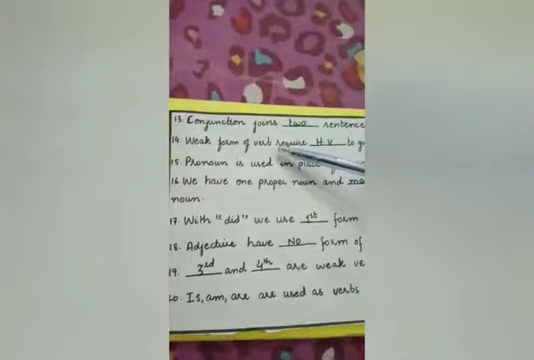 13. Conjunction joins two sentence
14. Weak form of verb require H.V to
15. Pronoun is used in place
16. We have one proper noun and
noun.
17. With "did" we use 1st form
18. Adjective have No form of
19. 3rd and 4th are weak ve
20. Is, am, are are used as verbs